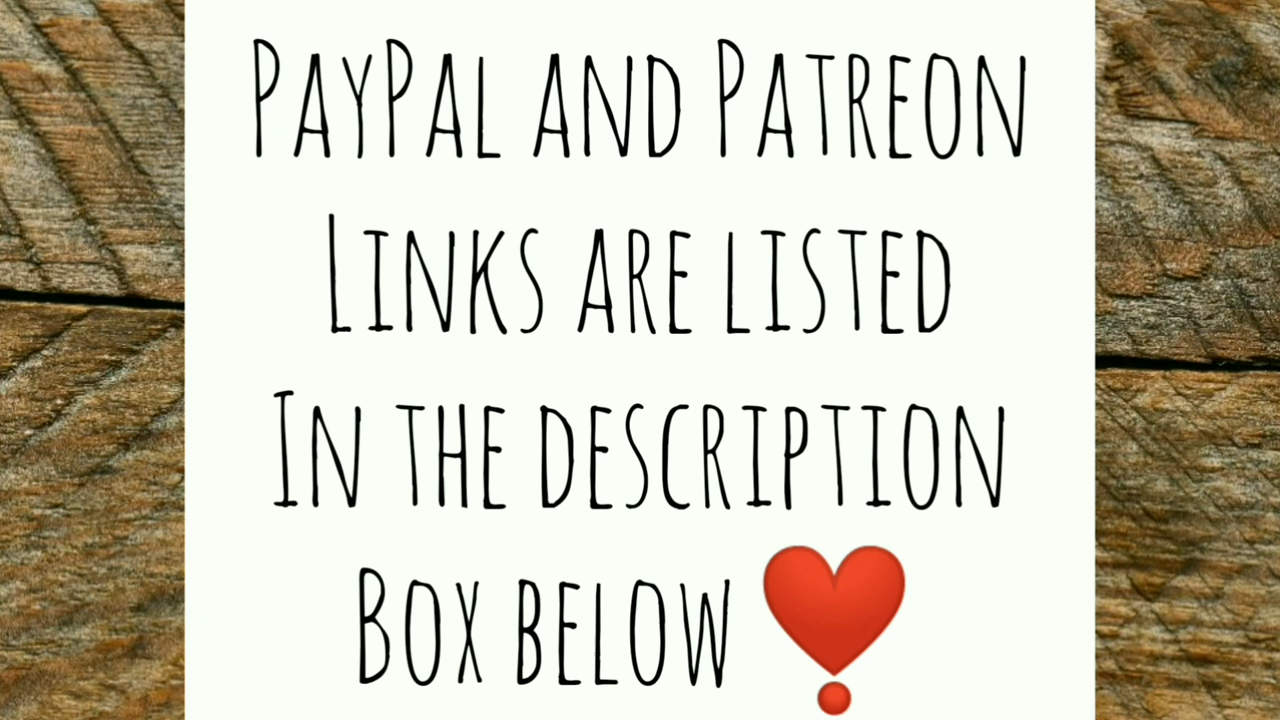 PayPal and Patreon
Links are listed
In the description
Box below ❣